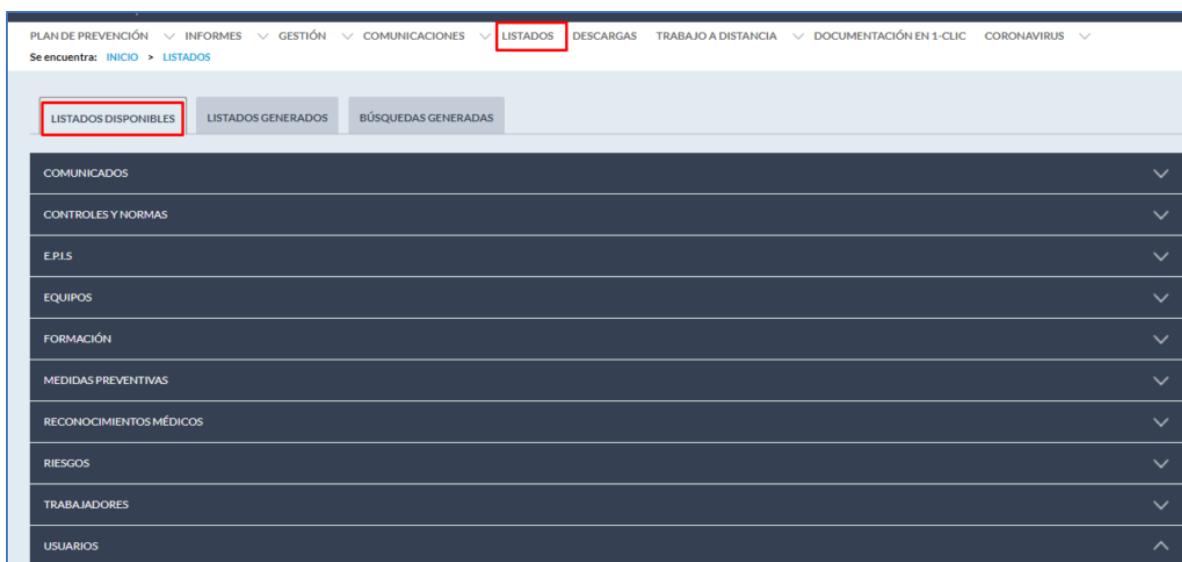 PLAN DE PREVENCIÓN INFORMES GESTIÓN COMUNICACIONES LISTADOS DESCARGAS TRABAJO A DISTANCIA DOCUMENTACIÓN EN 1-CLIC CORONAVIRUS
Se encuentra: INICIO > LISTADOS
LISTADOS DISPONIBLES LISTADOS GENERADOS BÚSQUEDAS GENERADAS
COMUNICADOS
CONTROLES Y NORMAS
E.P.I.S
EQUIPOS
FORMACIÓN
MEDIDAS PREVENTIVAS
RECONOCIMIENTOS MÉDICOS
RIESGOS
TRABAJADORES
USUARIOS